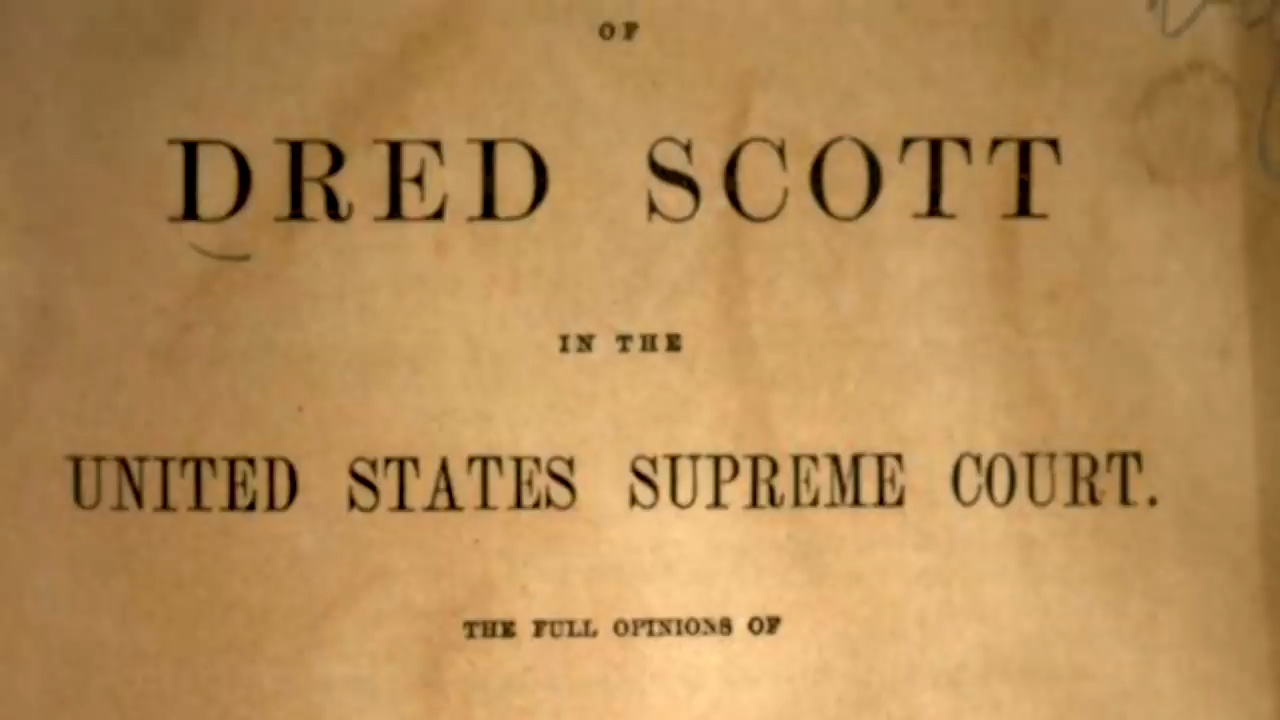 OF
DRED SCOTT
IN THE
UNITED STATES SUPREME COURT.
THE FULL OPINIONS OF